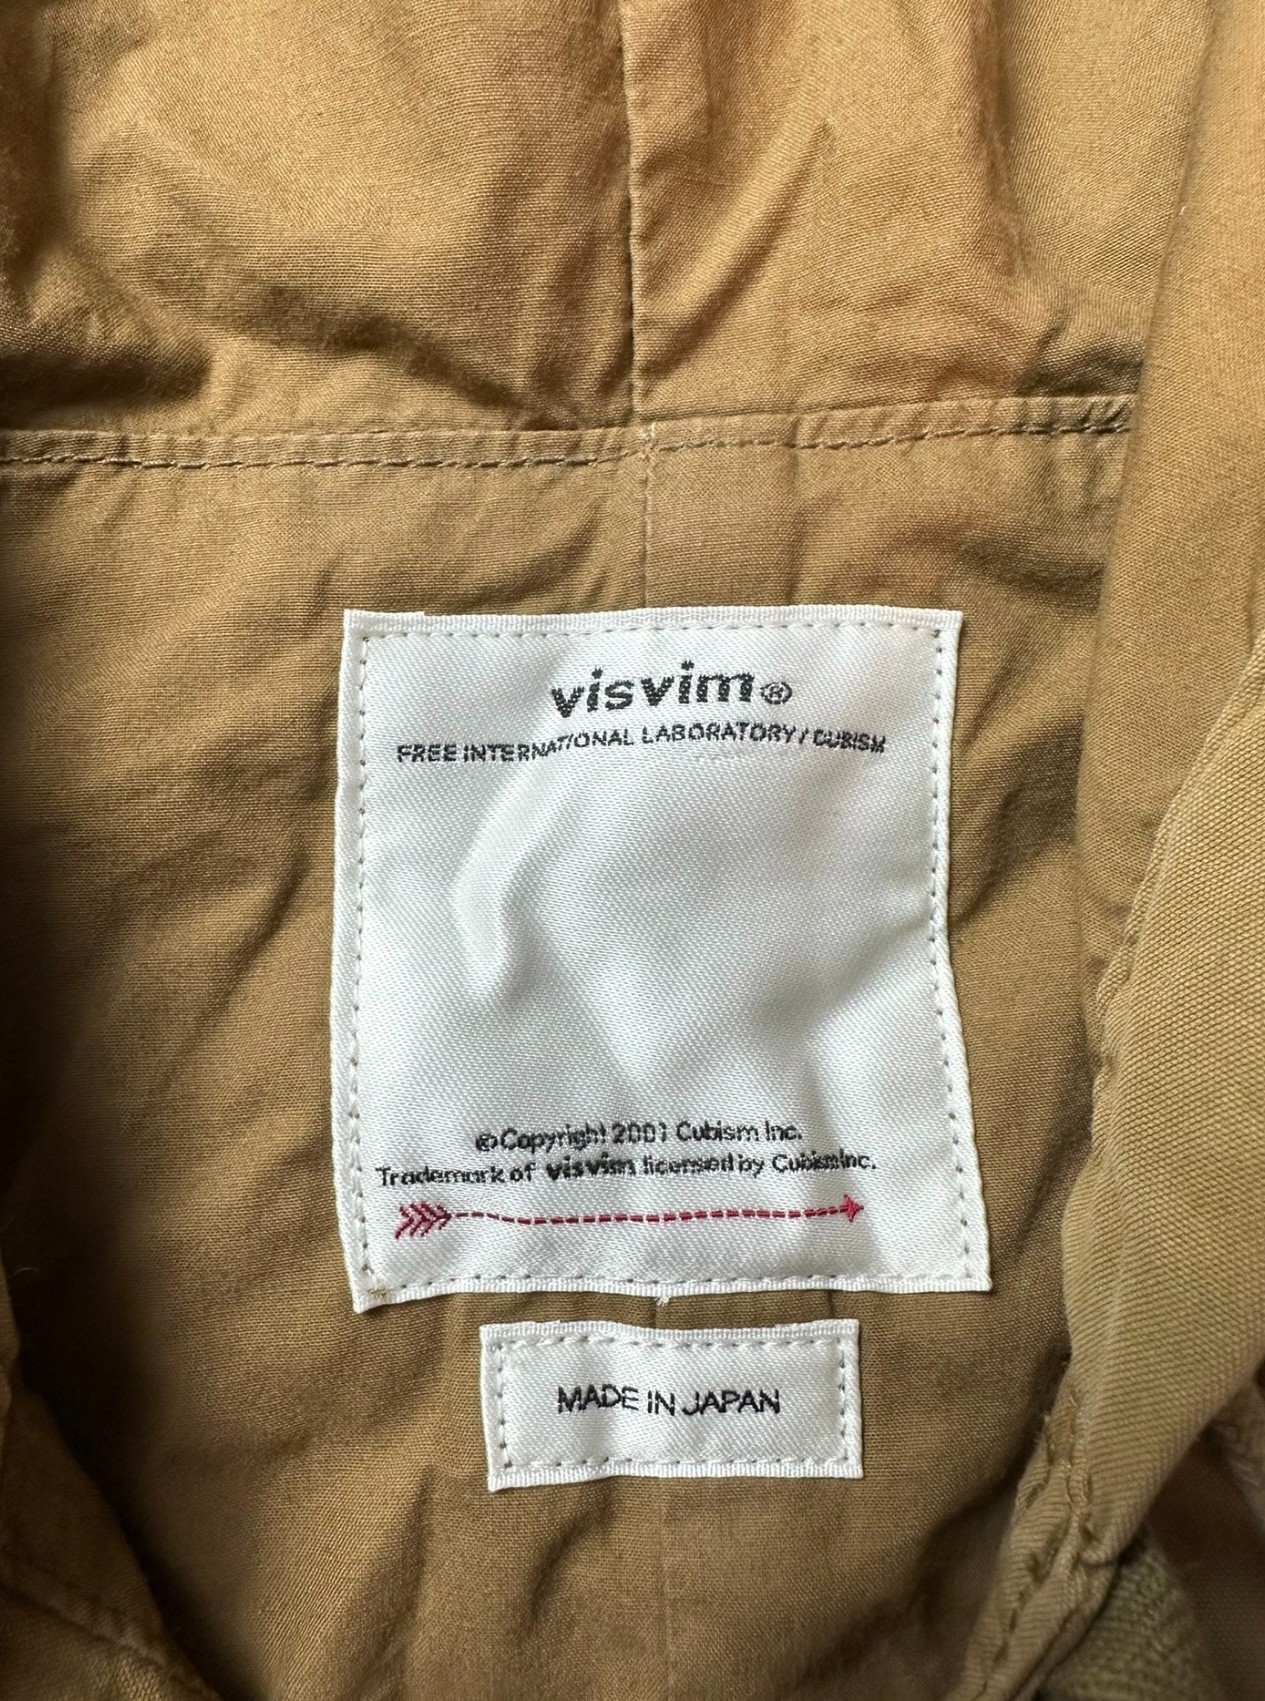 visvim®
FREE INTERNATIONAL LABORATORY / CUBISM
©Copyright 2001 Cubism Inc.
Trademark of visvim licensed by Cubism Inc.
MADE IN JAPAN